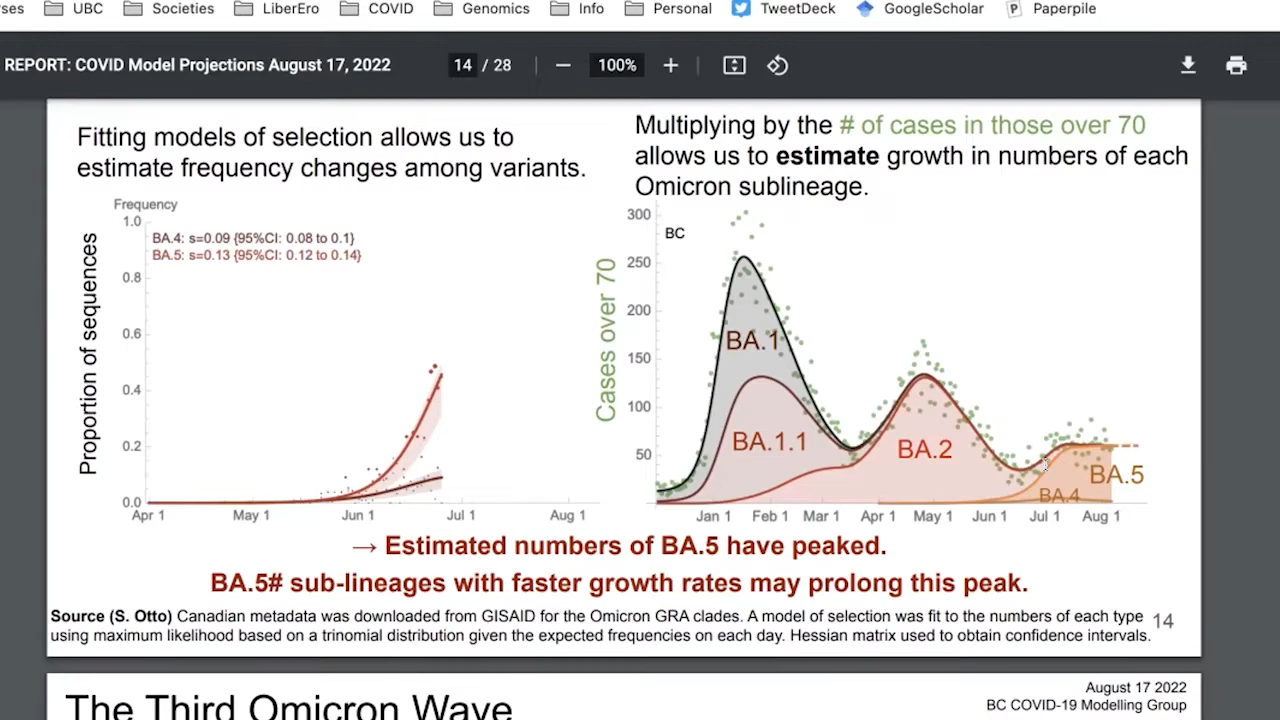 ses UBC Societies LiberEro COVID Genomics Info Personal TweetDeck GoogleScholar Paperpile
REPORT: COVID Model Projections August 17, 2022 14 / 28 100%
Fitting models of selection allows us to
estimate frequency changes among variants.
Frequency
1.0
0.8
0.6
0.4
0.2
0.0
Proportion of sequences
BA.4: s=0.09 {95%CI: 0.08 to 0.1}
BA.5: s=0.13 {95%CI: 0.12 to 0.14}
Apr 1 May 1 Jun 1 Jul 1 Aug 1
Multiplying by the # of cases in those over 70
allows us to estimate growth in numbers of each
Omicron sublineage.
300
250
200
150
100
50
Cases over 70
BC
BA.1
BA.1.1
BA.2
BA.5
BA.4
Jan 1 Feb 1 Mar 1 Apr 1 May 1 Jun 1 Jul 1 Aug 1
→ Estimated numbers of BA.5 have peaked.
BA.5# sub-lineages with faster growth rates may prolong this peak.
Source (S. Otto) Canadian metadata was downloaded from GISAID for the Omicron GRA clades. A model of selection was fit to the numbers of each type
using maximum likelihood based on a trinomial distribution given the expected frequencies on each day. Hessian matrix used to obtain confidence intervals.
14
The Third Omicron Wave
August 17 2022
BC COVID-19 Modelling Group